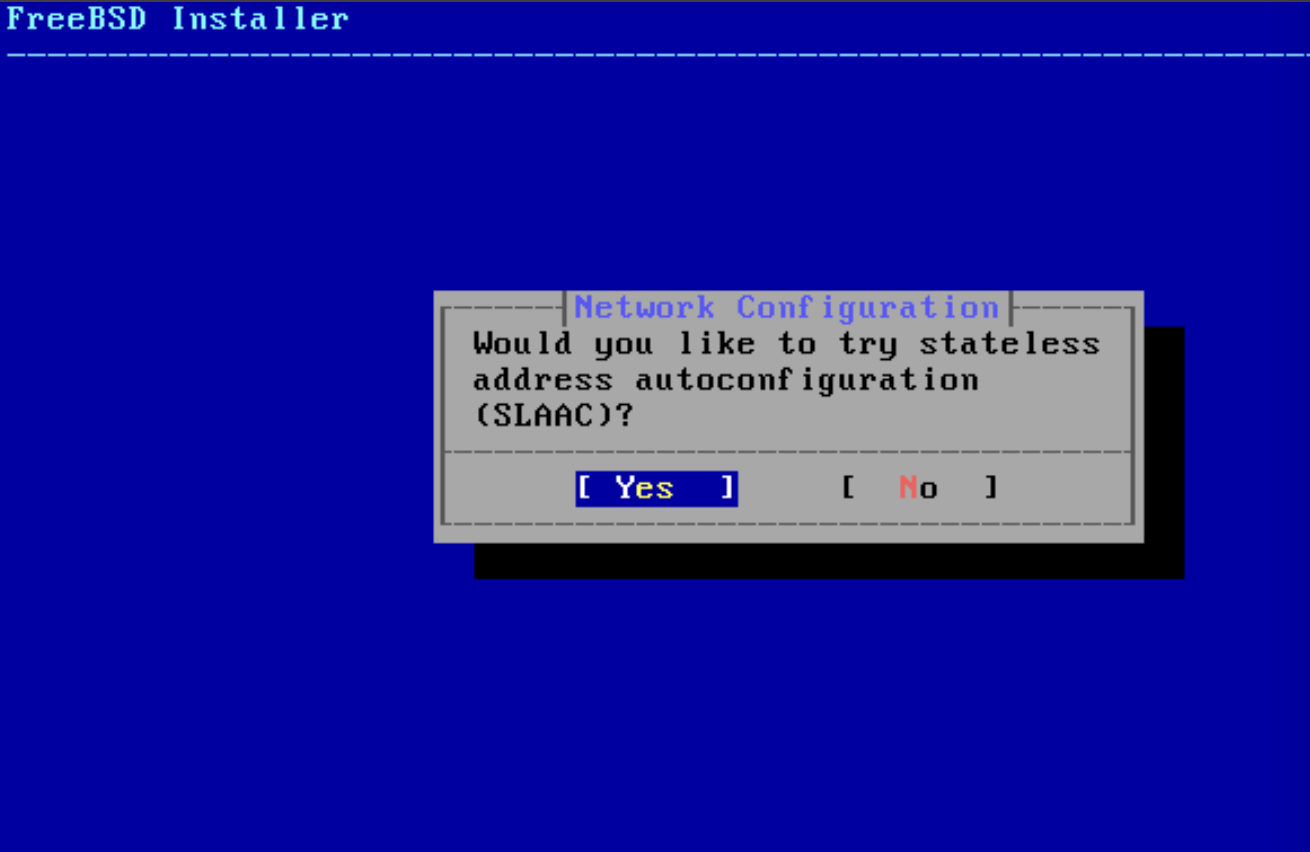 FreeBSD Installer
Network Configuration
Would you like to try stateless
address autoconfiguration
(SLAAC)?
[ Yes ] [ No ]